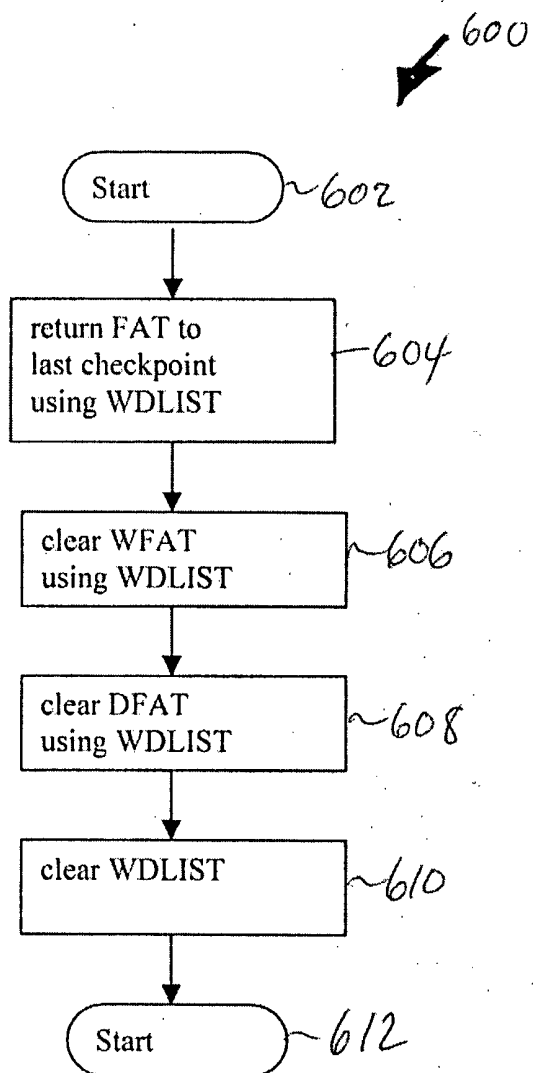 600
Start
602
return FAT to
last checkpoint
using WDLIST
604
clear WFAT
using WDLIST
606
clear DFAT
using WDLIST
608
clear WDLIST
610
Start
612